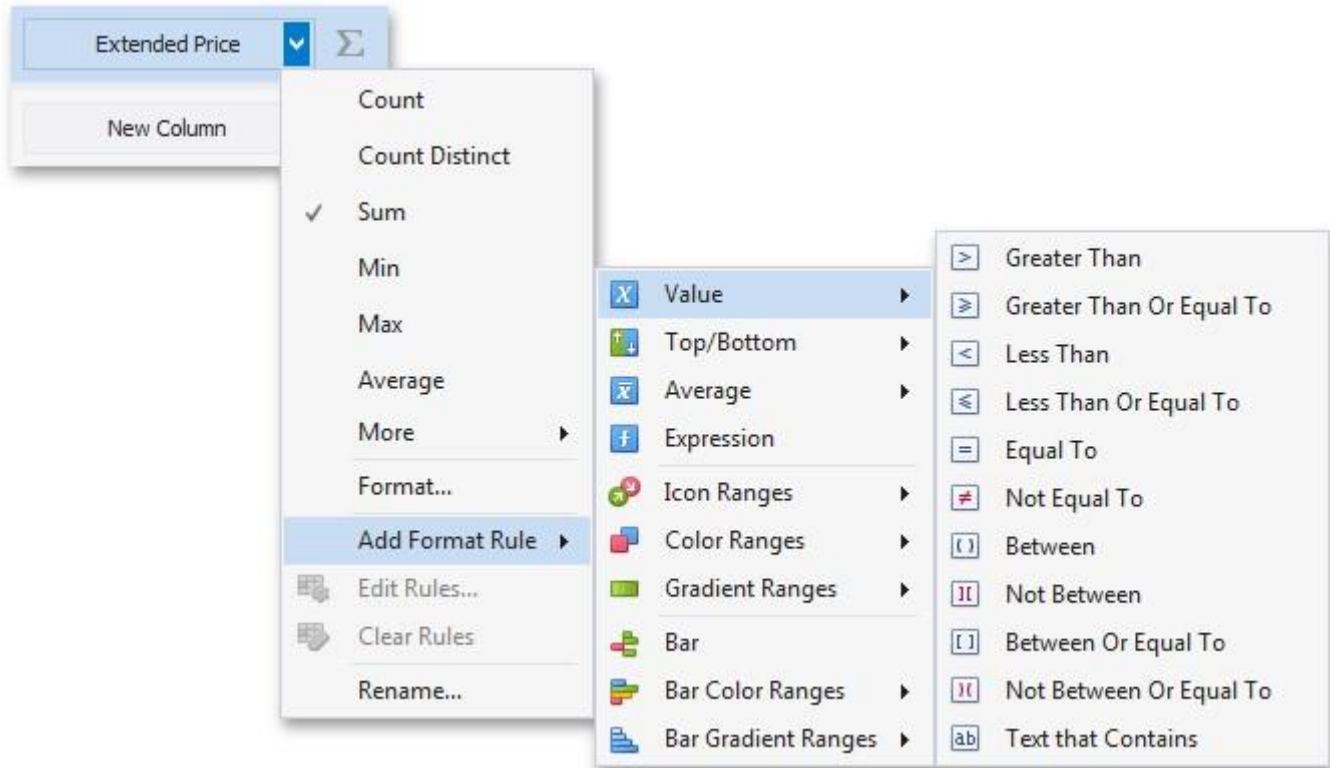 Extended Price
Σ
New Column
Count
Count Distinct
Sum
Min
Max
Average
More
Format...
Add Format Rule
Edit Rules...
Clear Rules
Rename...
Value
Top/Bottom
Average
Expression
Icon Ranges
Color Ranges
Gradient Ranges
Bar
Bar Color Ranges
Bar Gradient Ranges
Greater Than
Greater Than Or Equal To
Less Than
Less Than Or Equal To
Equal To
Not Equal To
Between
Not Between
Between Or Equal To
Not Between Or Equal To
ab Text that Contains